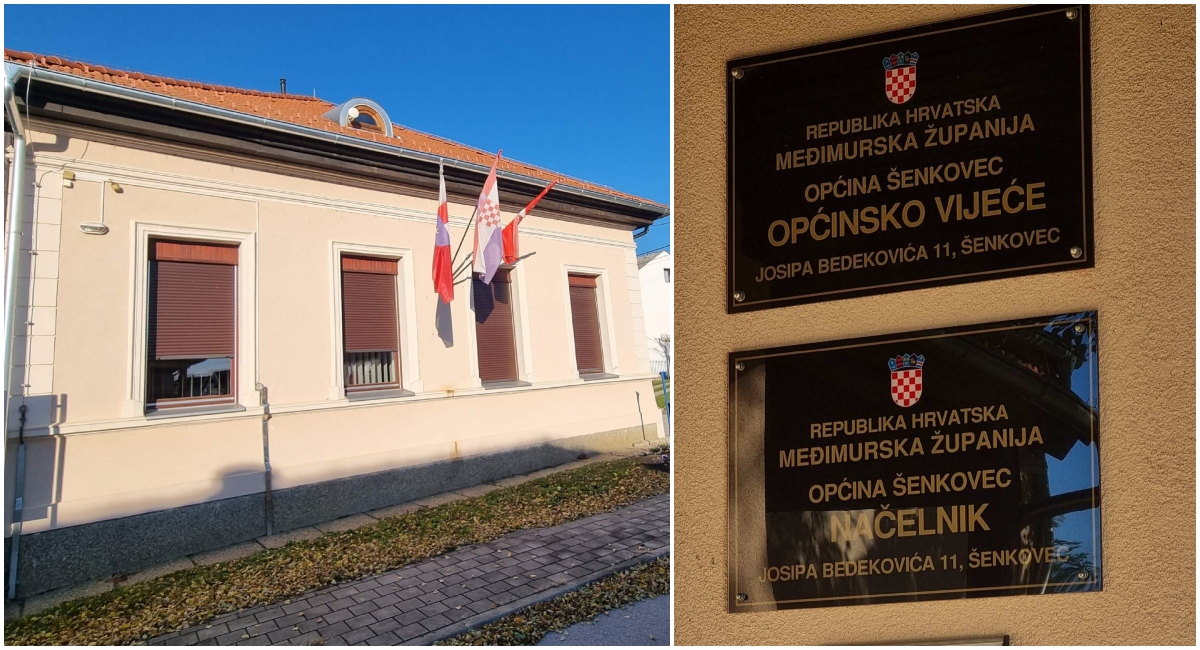 REPUBLIKA HRVATSKA
MEĐIMURSKA ŽUPANIJA
OPĆINA ŠENKOVEC
OPĆINSKO VIJEĆE
JOSIPA BEDEKOVIĆA 11, ŠENKOVEC
REPUBLIKA HRVATSKA
MEĐIMURSKA ŽUPANIJA
OPĆINA ŠENKOVEC
NAČELNIK
JOSIPA BEDEKOVIĆA 11, ŠENKOVEC